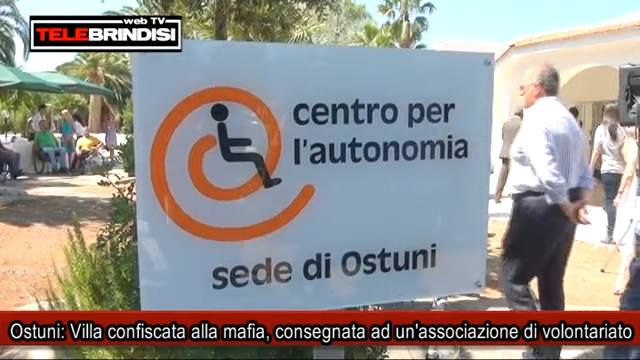 web TV
TELEBRINDISI
centro per
l'autonomia
sede di Ostuni
Ostuni: Villa confiscata alla mafia, consegnata ad un'associazione di volontariato